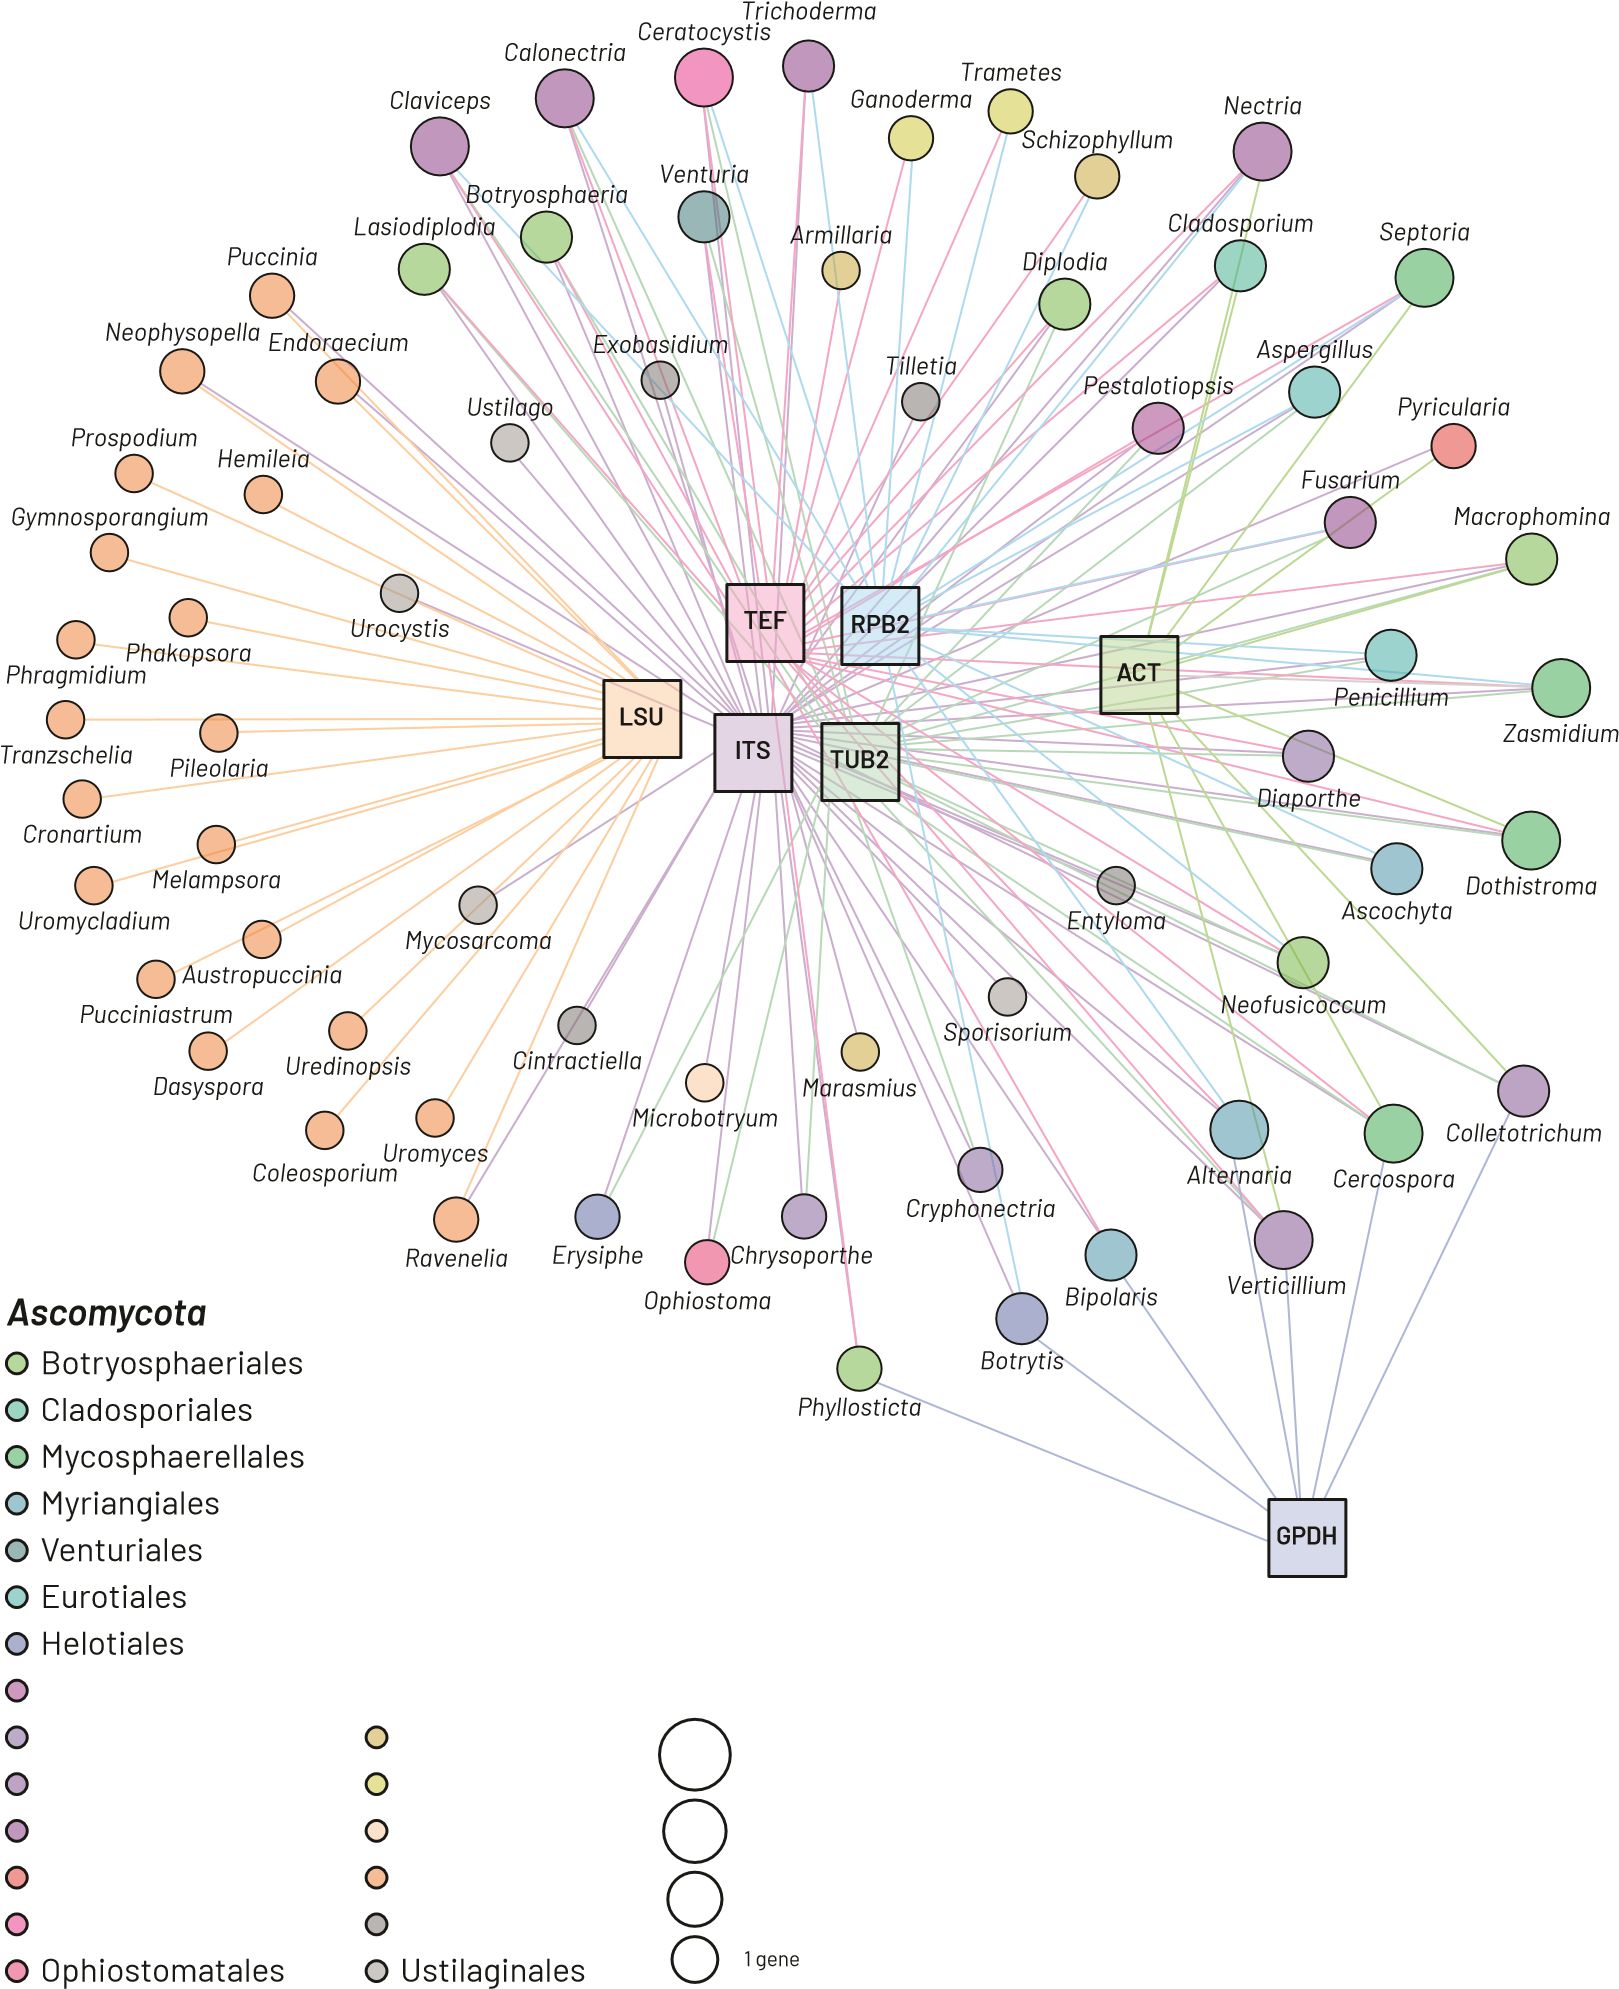 Trichoderma
Ceratocystis
Calonectria
Trametes
Claviceps
Ganoderma
Nectria
Schizophyllum
Venturia
Botryosphaeria
Lasiodiplodia
Cladosporium
Armillaria
Septoria
Puccinia
Diplodia
Neophysopella
Endoraecium
Exobasidium
Aspergillus
Tilletia
Pestalotiopsis
Ustilago
Pyricularia
Prospodium
Hemileia
Fusarium
Gymnosporangium
Macrophomina
TEF
RPB2
Urocystis
Phakopsora
Phragmidium
ACT
Penicillium
LSU
Zasmidium
ITS
TUB2
Tranzschelia
Pileolaria
Diaporthe
Cronartium
Melampsora
Dothistroma
Uromycladium
Entyloma
Ascochyta
Mycosarcoma
Austropuccinia
Neofusicoccum
Pucciniastrum
Sporisorium
Uredinopsis
Cintractiella
Dasyspora
Marasmius
Microbotryum
Colletotrichum
Uromyces
Coleosporium
Alternaria
Cercospora
Cryphonectria
Ravenelia
Erysiphe
Chrysoporthe
Verticillium
Bipolaris
Ophiostoma
Botrytis
Phyllosticta
GPDH
Ascomycota
Botryosphaeriales
Cladosporiales
Mycosphaerellales
Myriangiales
Venturiales
Eurotiales
Helotiales
Ophiostomatales
Ustilaginales
1 gene